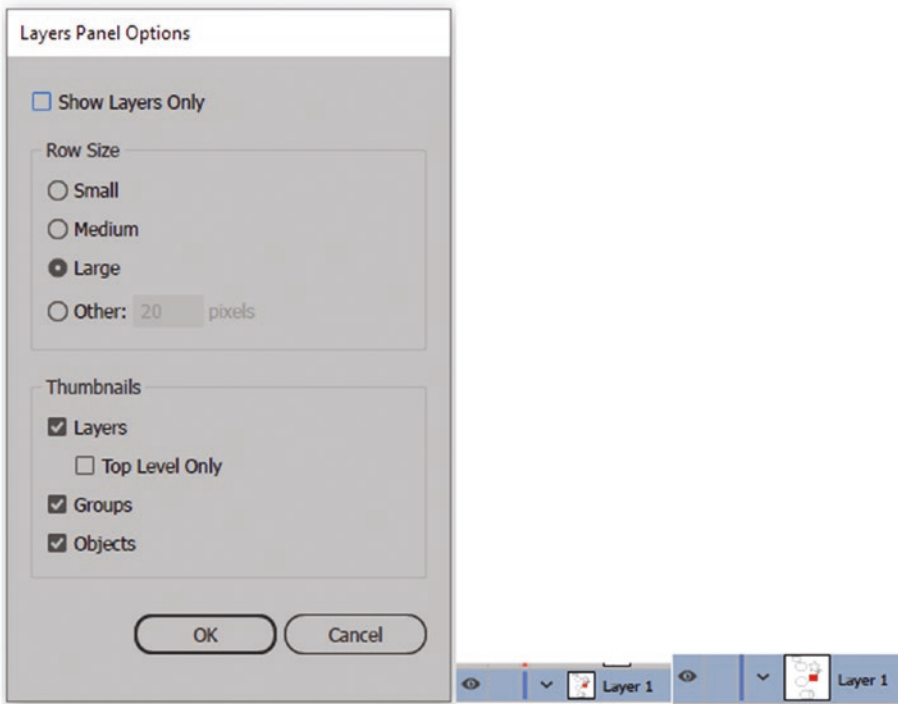 Layers Panel Options
Show Layers Only
Row Size
Small
Medium
Large
Other: 20 pixels
Thumbnails
Layers
Top Level Only
Groups
Objects
OK Cancel
Layer 1 Layer 1